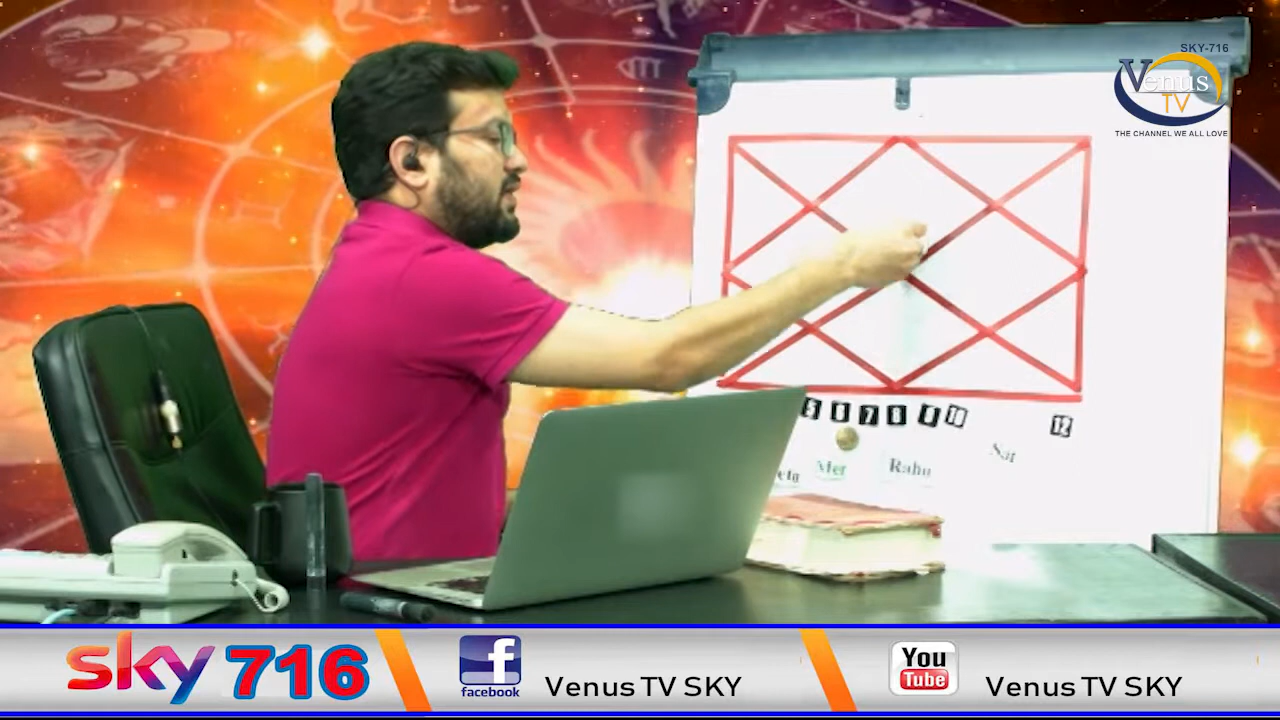 SKY-716
Venus
TV
THE CHANNEL WE ALL LOVE
12
Mer
Rahu
Sat
sky 716
facebook
Venus TV SKY
You
Tube
Venus TV SKY